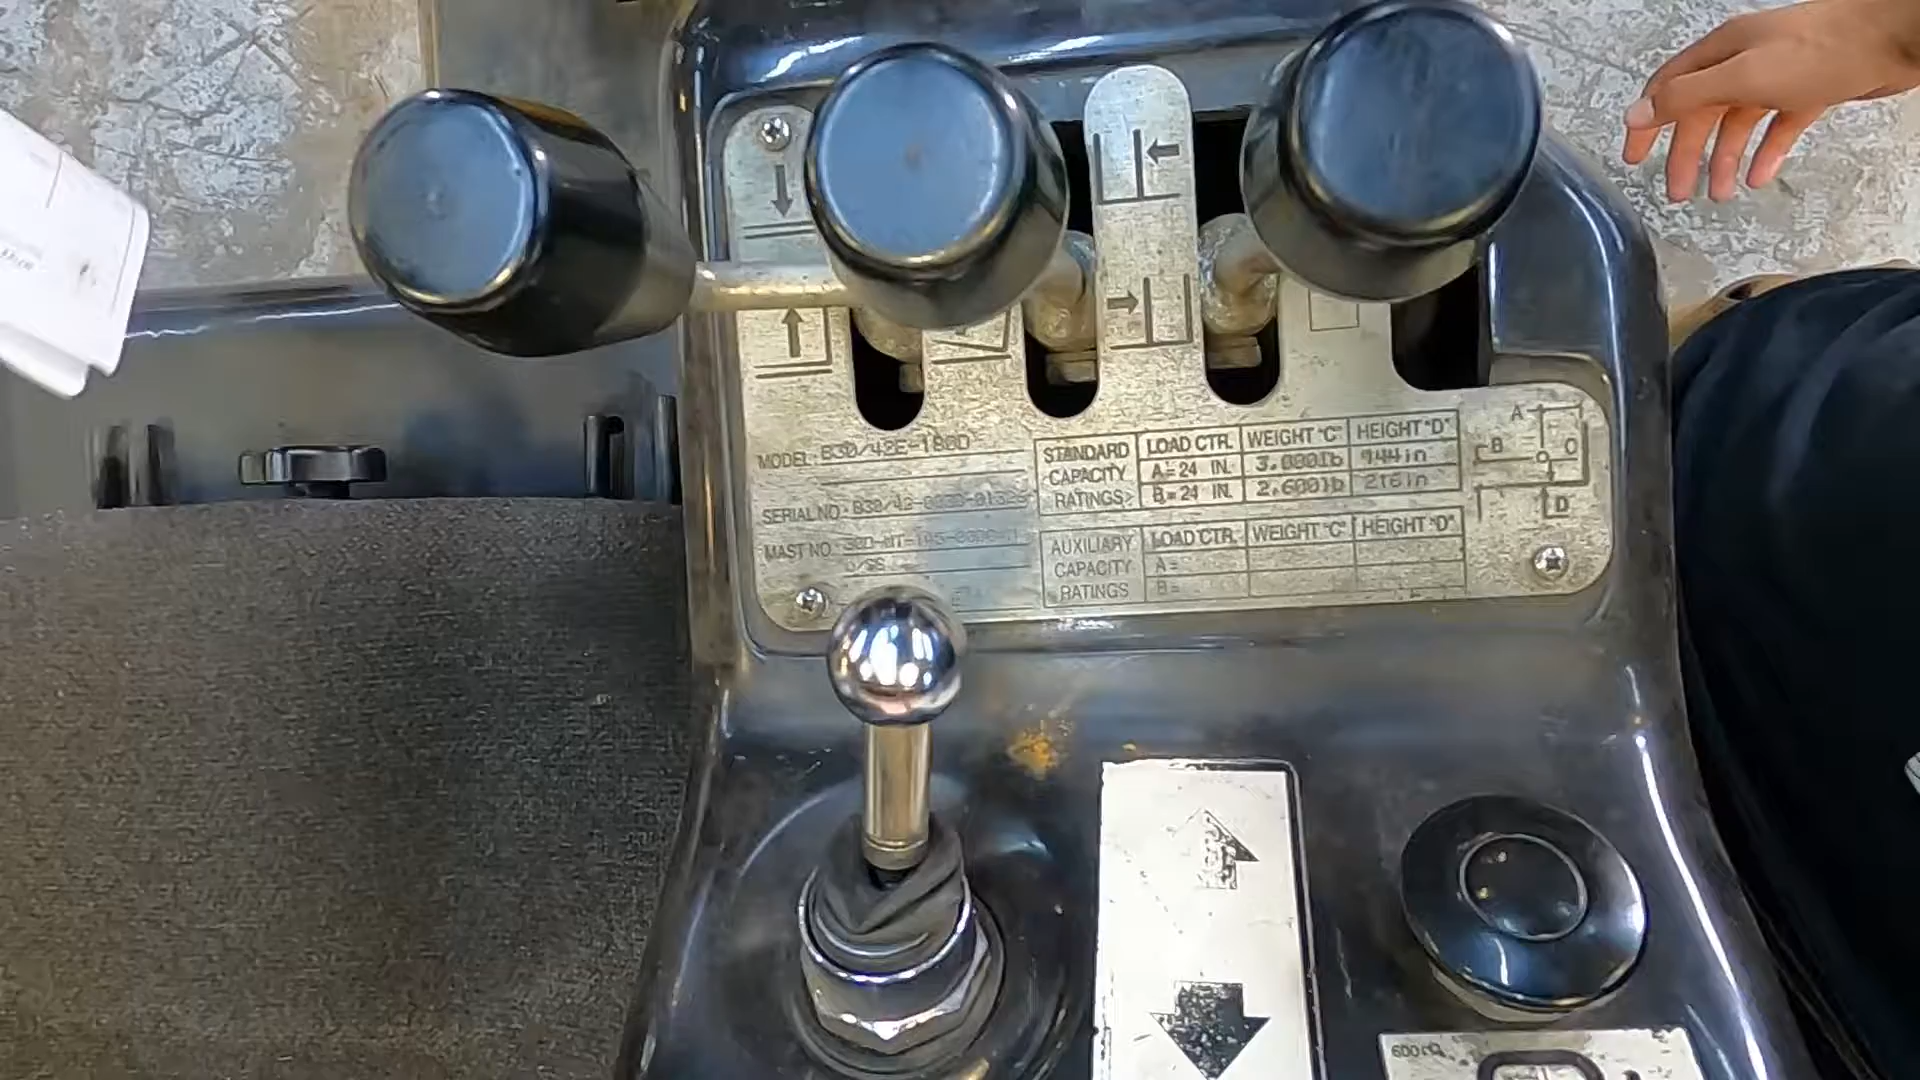 MODEL: B30/42E-180D
SERIAL NO
MAST NO.
STANDARD CAPACITY RATINGS
LOAD CTR. WEIGHT "C" HEIGHT "D"
A = 24 IN. 3,000lb 144in
B = 24 IN. 2,600lb 216in
AUXILIARY CAPACITY RATINGS
LOAD CTR. WEIGHT "C" HEIGHT "D"
A =
B =
A
B
C
D